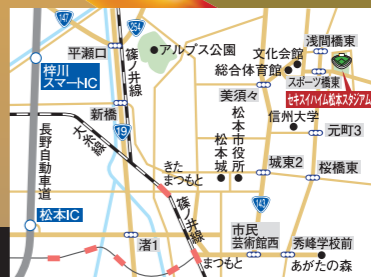 147
254
平瀬口
アルプス公園
文化会館
浅間橋東
梓川
スマートIC
篠ノ井線
総合体育館
スポーツ橋東
美須々
セキスイハイム松本スタジアム
新橋
信州大学
長野自動車道
大糸線
19
松本市役所
元町3
松本城
きた
まつもと
城東2
桜橋東
篠ノ井線
143
松本IC
渚1
市民
芸術館西
秀峰学校前
まつもと
あがたの森